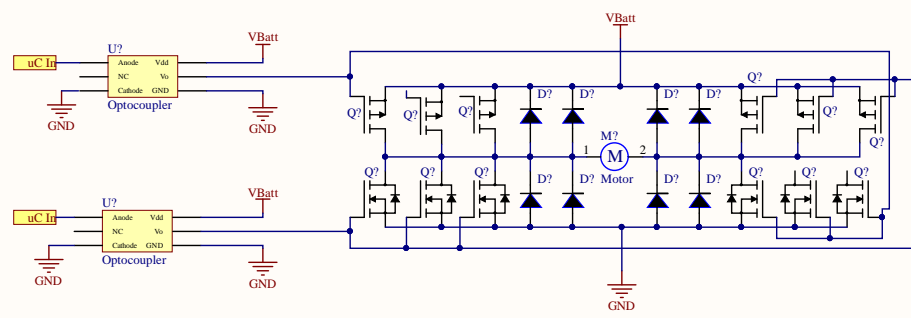 VBatt
U?
VBatt
uC In
Anode Vdd
NC Vo
Cathode GND
Optocoupler
GND
GND
Q?
Q?
Q?
D?
D?
D?
D?
Q?
Q?
Q?
M?
1 M 2
Motor
Q?
Q?
Q?
D?
D?
D?
D?
Q?
Q?
Q?
U?
VBatt
uC In
Anode Vdd
NC Vo
Cathode GND
Optocoupler
GND
GND
GND